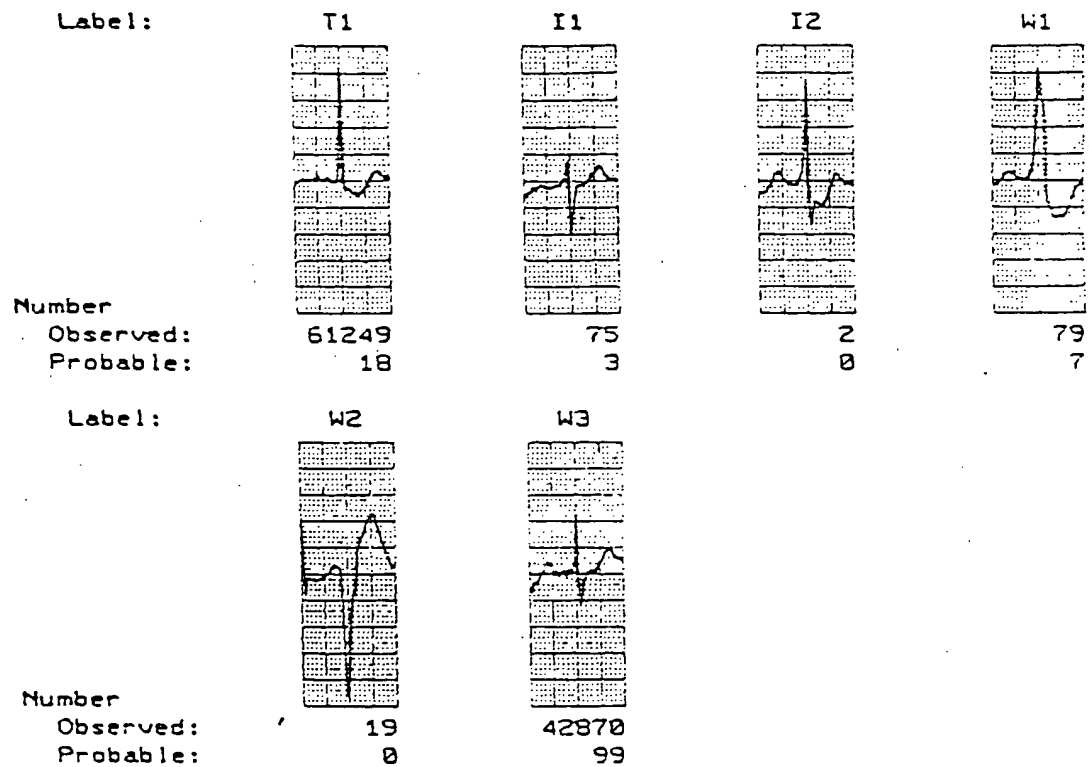 Label: T1 I1 I2 W1
Number
Observed: 61249 75 2 79
Probable: 18 3 0 7
Label: W2 W3
Number
Observed: 19 42870
Probable: 0 99